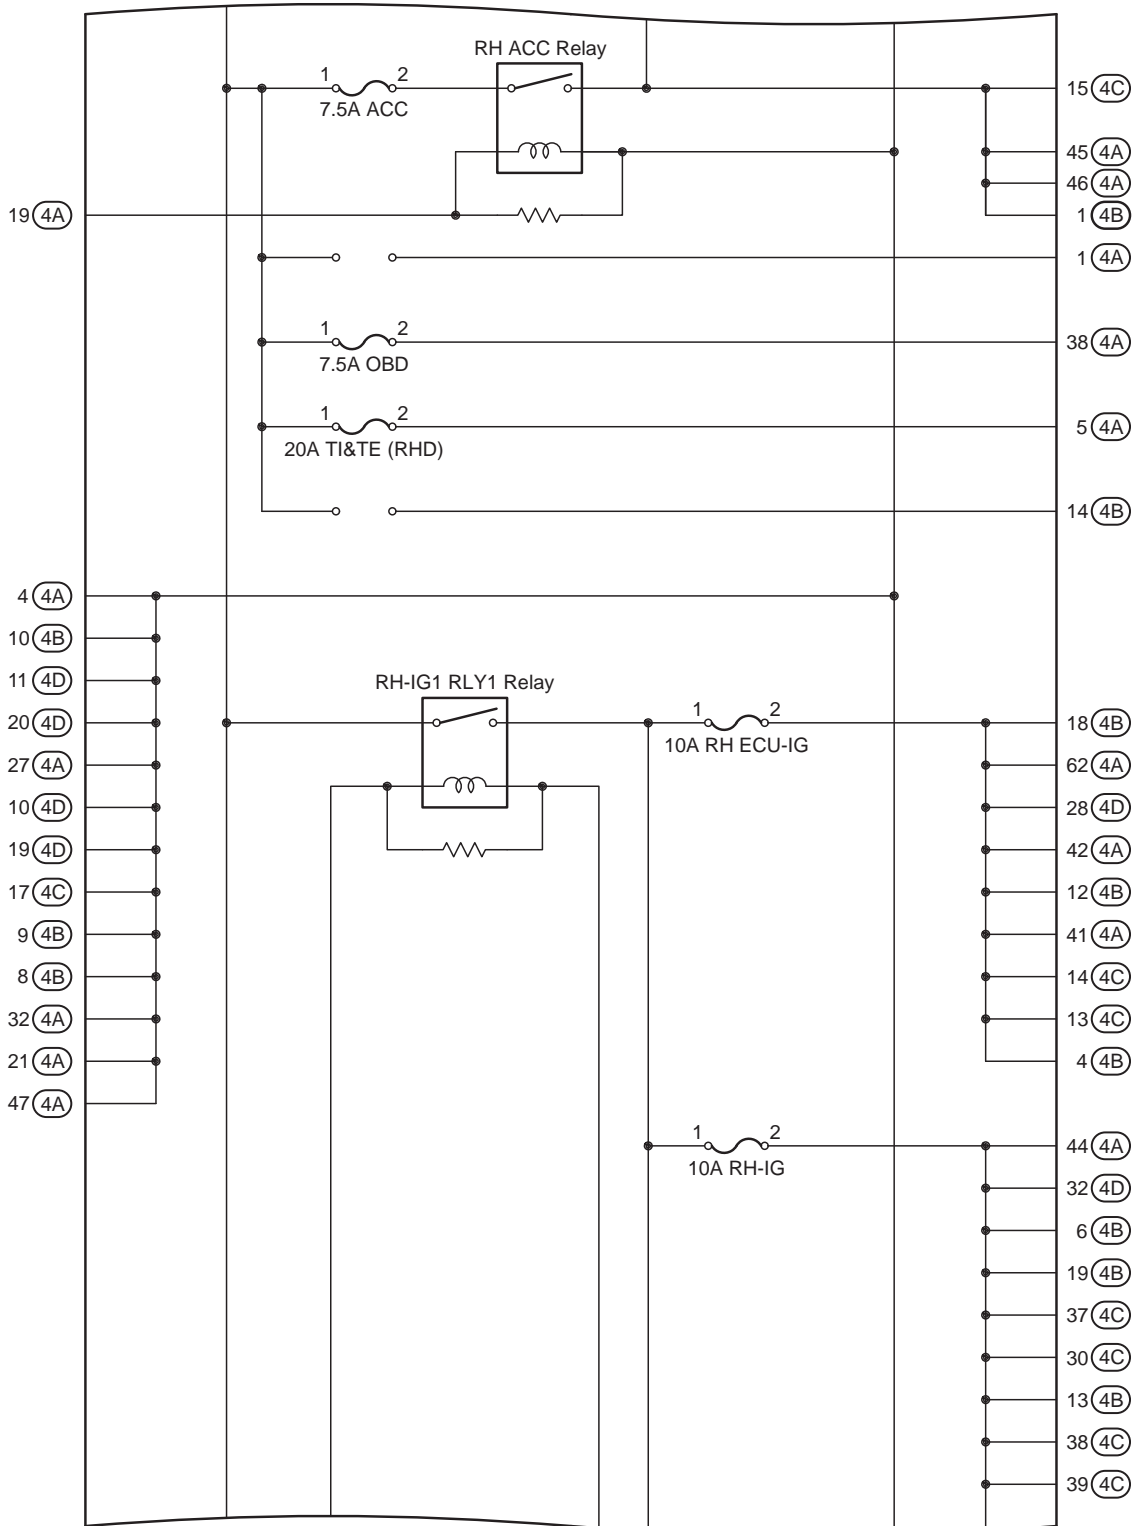 RH ACC Relay
1 2
7.5A ACC
15 4C
45 4A
46 4A
19 4A
1 4B
1 4A
1 2
7.5A OBD
38 4A
1 2
20A TI&TE (RHD)
5 4A
14 4B
4 4A
10 4B
11 4D
20 4D
27 4A
10 4D
19 4D
17 4C
9 4B
8 4B
32 4A
21 4A
47 4A
RH-IG1 RLY1 Relay
1 2
10A RH ECU-IG
18 4B
62 4A
28 4D
42 4A
12 4B
41 4A
14 4C
13 4C
4 4B
1 2
10A RH-IG
44 4A
32 4D
6 4B
19 4B
37 4C
30 4C
13 4B
38 4C
39 4C